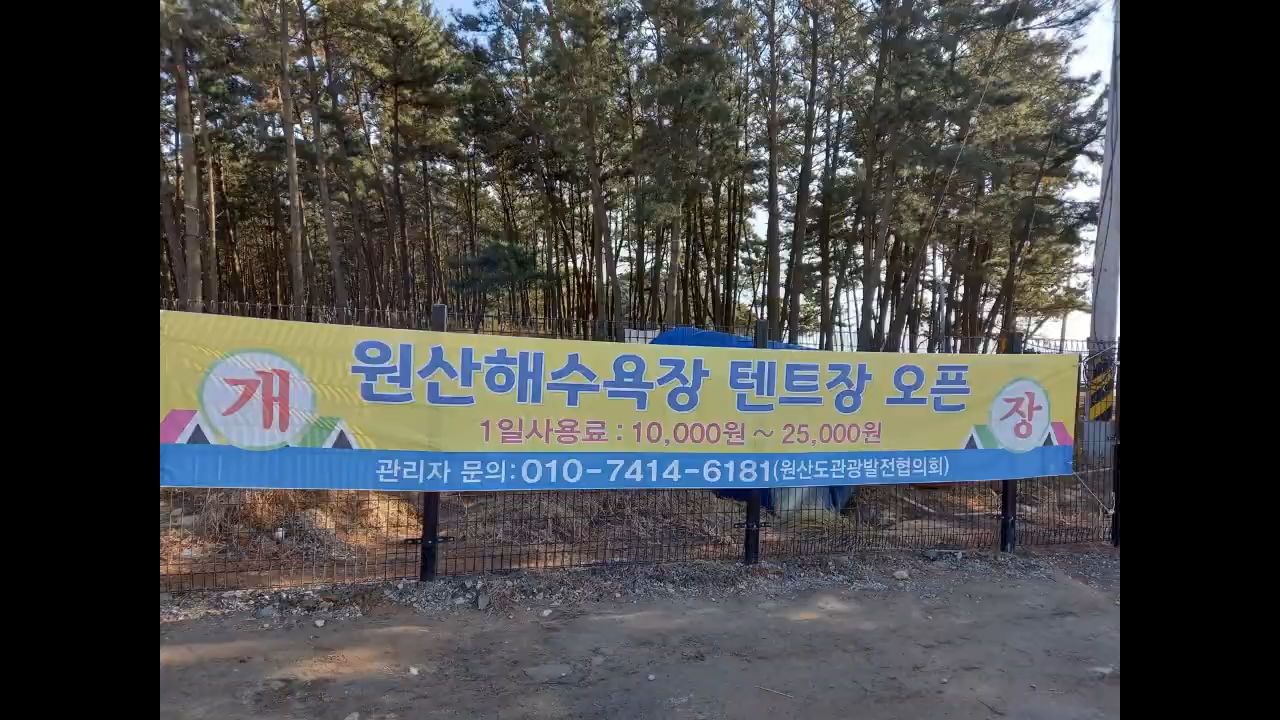 개 원산해수욕장 텐트장 오픈 장
1일사용료 : 10,000원 ~ 25,000원
관리자 문의: 010-7414-6181(원산도관광발전협의회)